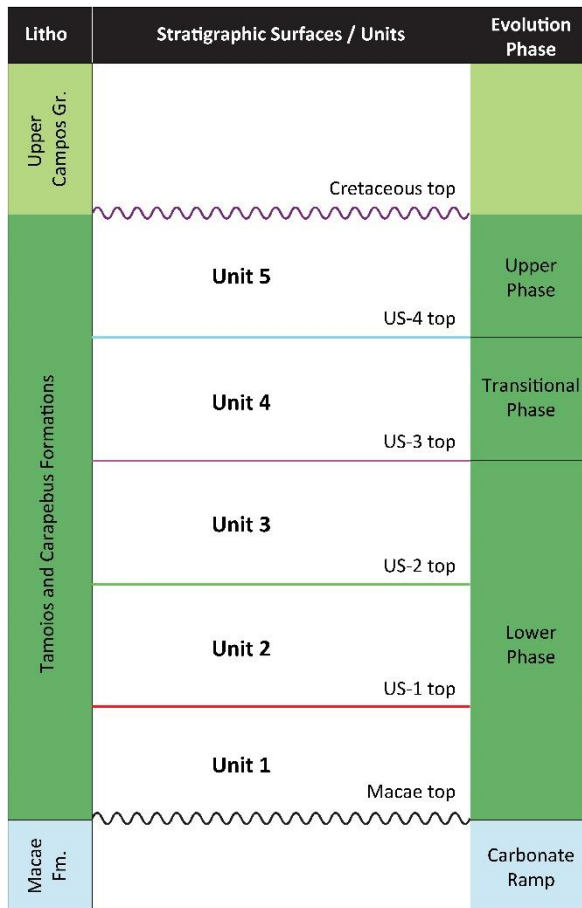 Litho
Stratigraphic Surfaces / Units
Evolution
Phase
Upper
Campos Gr.
Cretaceous top
Tamoios and Carapebus Formations
Unit 5
Upper
Phase
US-4 top
Unit 4
Transitional
Phase
US-3 top
Unit 3
US-2 top
Unit 2
Lower
Phase
US-1 top
Unit 1
Macae top
Macae
Fm.
Carbonate
Ramp